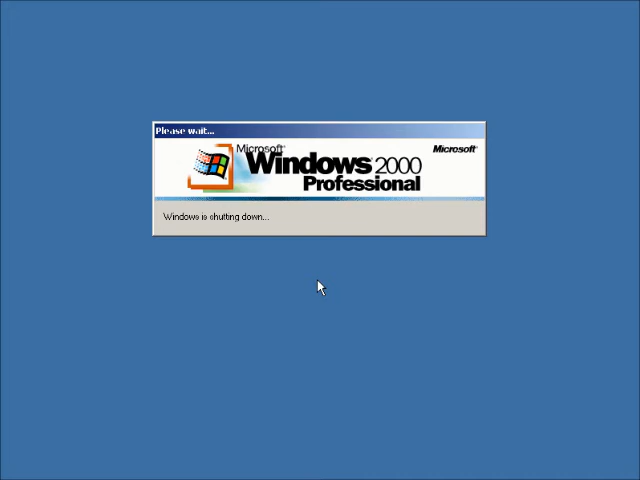 Please wait...
Microsoft
Windows 2000
Professional
Microsoft
Windows is shutting down...